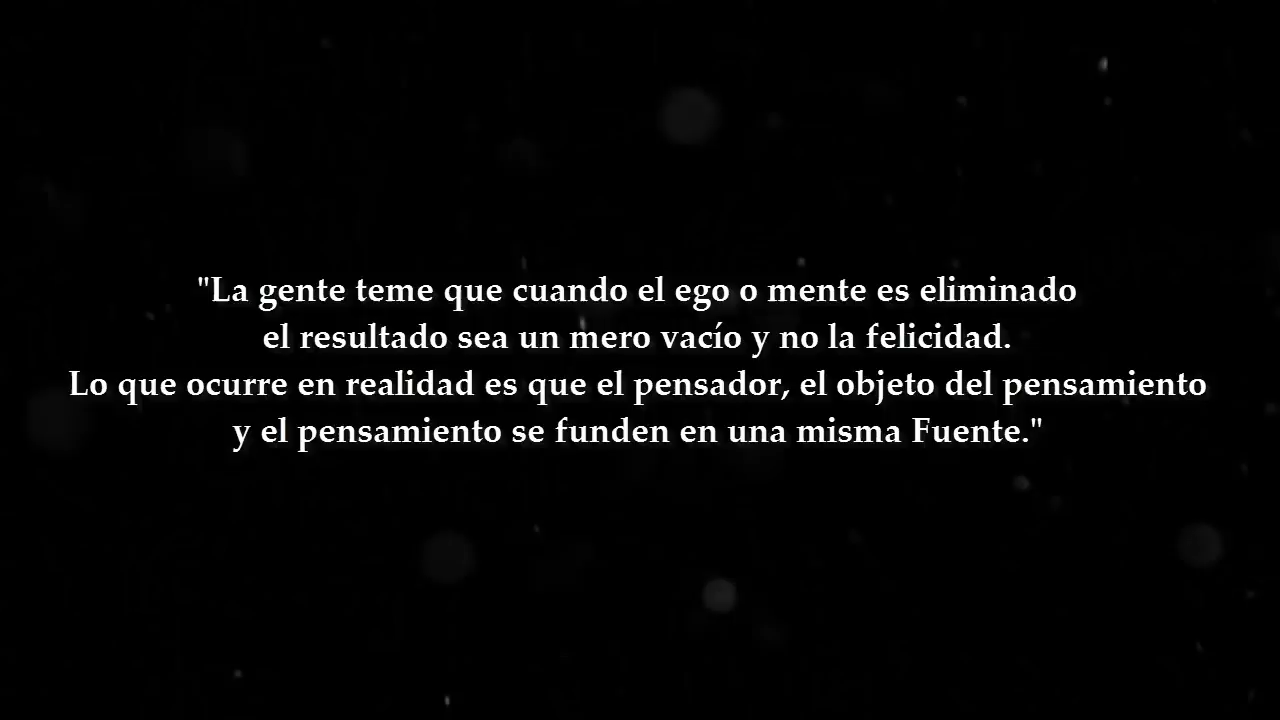 "La gente teme que cuando el ego o mente es eliminado
el resultado sea un mero vacío y no la felicidad.
Lo que ocurre en realidad es que el pensador, el objeto del pensamiento
y el pensamiento se funden en una misma Fuente."